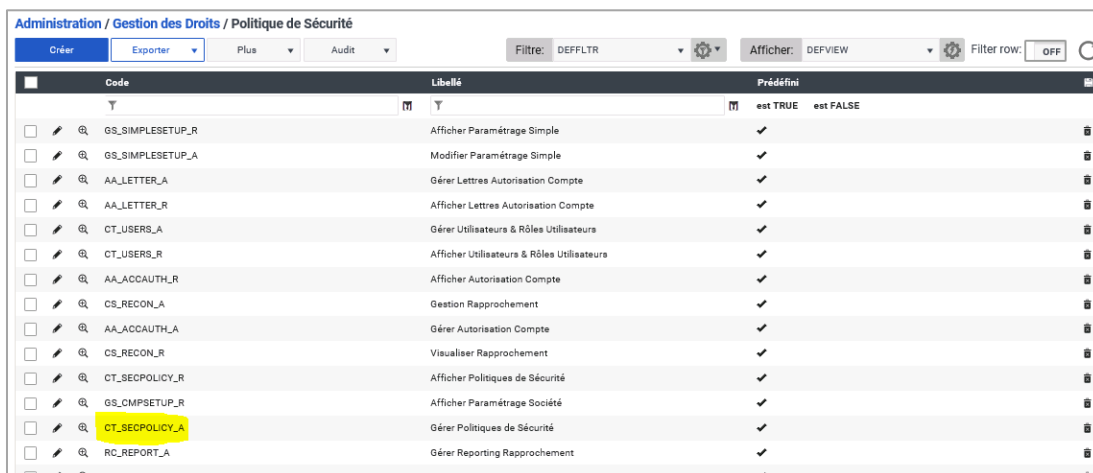 Administration / Gestion des Droits / Politique de Sécurité
Créer Exporter Plus Audit Filtre: DEFFLTR Afficher: DEFVIEW Filter row: OFF
Code Libellé Prédéfini
est TRUE est FALSE
GS_SIMPLESETUP_R Afficher Paramétrage Simple
GS_SIMPLESETUP_A Modifier Paramétrage Simple
AA_LETTER_A Gérer Lettres Autorisation Compte
AA_LETTER_R Afficher Lettres Autorisation Compte
CT_USERS_A Gérer Utilisateurs & Rôles Utilisateurs
CT_USERS_R Afficher Utilisateurs & Rôles Utilisateurs
AA_ACCAUTH_R Afficher Autorisation Compte
CS_RECON_A Gestion Rapprochement
AA_ACCAUTH_A Gérer Autorisation Compte
CS_RECON_R Visualiser Rapprochement
CT_SECPOLICY_R Afficher Politiques de Sécurité
GS_CMPSETUP_R Afficher Paramétrage Société
CT_SECPOLICY_A Gérer Politiques de Sécurité
RC_REPORT_A Gérer Reporting Rapprochement